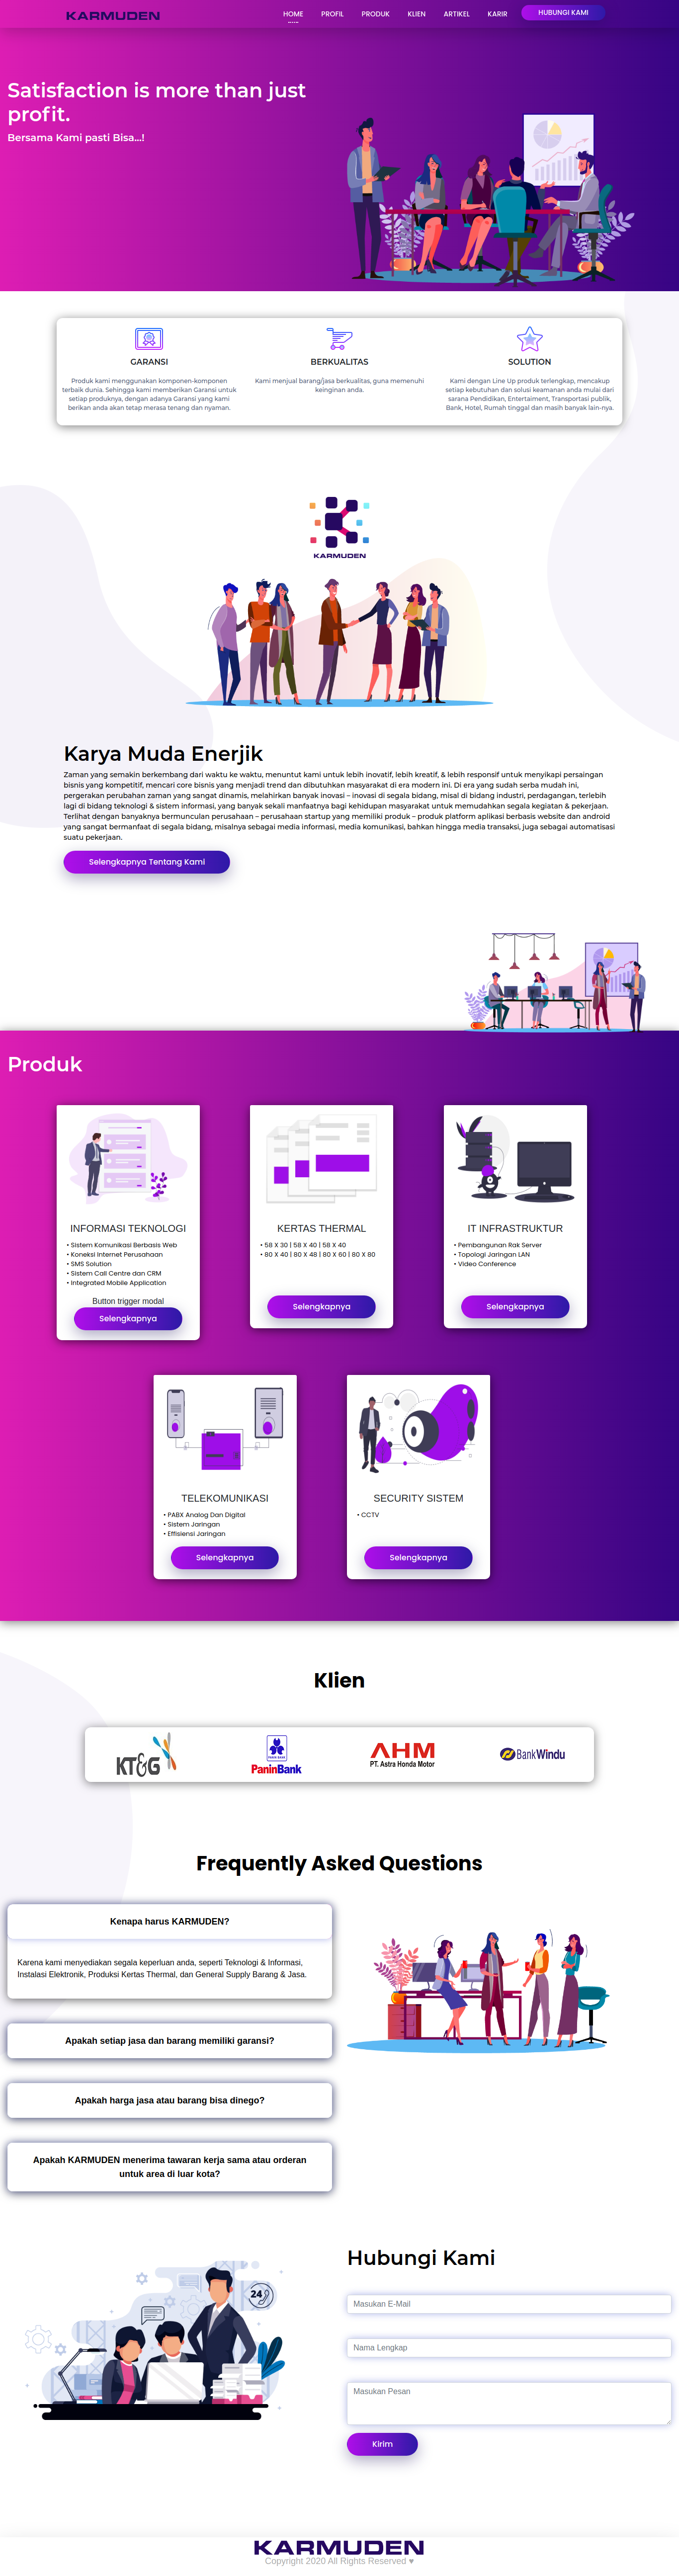 KARMUDEN
HOME PROFIL PRODUK KLIEN ARTIKEL KARIR HUBUNGI KAMI
Satisfaction is more than just
profit.
Bersama Kami pasti Bisa...!
GARANSI
Produk kami menggunakan komponen-komponen
terbaik dunia. Sehingga kami memberikan Garansi untuk
setiap produknya, dengan adanya Garansi yang kami
berikan anda akan tetap merasa tenang dan nyaman.
BERKUALITAS
Kami menjual barang/jasa berkualitas, guna memenuhi
keinginan anda.
SOLUTION
Kami dengan Line Up produk terlengkap, mencakup
setiap kebutuhan dan solusi keamanan anda mulai dari
sarana Pendidikan, Entertaiment, Transportasi publik,
Bank, Hotel, Rumah tinggal dan masih banyak lain-nya.
KARMUDEN
Karya Muda Enerjik
Zaman yang semakin berkembang dari waktu ke waktu, menuntut kami untuk lebih inovatif, lebih kreatif, & lebih responsif untuk menyikapi persaingan
bisnis yang kompetitif, mencari core bisnis yang menjadi trend dan dibutuhkan masyarakat di era modern ini. Di era yang sudah serba mudah ini,
pergerakan perubahan zaman yang sangat dinamis, melahirkan banyak inovasi – inovasi di segala bidang, misal di bidang industri, perdagangan, terlebih
lagi di bidang teknologi & sistem informasi, yang banyak sekali manfaatnya bagi kehidupan masyarakat untuk memudahkan segala kegiatan & pekerjaan.
Terlihat dengan banyaknya bermunculan perusahaan – perusahaan startup yang memiliki produk – produk platform aplikasi berbasis website dan android
yang sangat bermanfaat di segala bidang, misalnya sebagai media informasi, media komunikasi, bahkan hingga media transaksi, juga sebagai automatisasi
suatu pekerjaan.
Selengkapnya Tentang Kami
Produk
INFORMASI TEKNOLOGI
• Sistem Komunikasi Berbasis Web
• Koneksi Internet Perusahaan
• SMS Solution
• Sistem Call Centre dan CRM
• Integrated Mobile Application
Button trigger modal
Selengkapnya
KERTAS THERMAL
• 58 X 30 | 58 X 40 | 58 X 40
• 80 X 40 | 80 X 48 | 80 X 60 | 80 X 80
Selengkapnya
IT INFRASTRUKTUR
• Pembangunan Rak Server
• Topologi Jaringan LAN
• Video Conference
Selengkapnya
TELEKOMUNIKASI
• PABX Analog Dan Digital
• Sistem Jaringan
• Effisiensi Jaringan
Selengkapnya
SECURITY SISTEM
• CCTV
Selengkapnya
Klien
KT&G
PANIN BANK
PaninBank
AHM
PT. Astra Honda Motor
BankWindu
Frequently Asked Questions
Kenapa harus KARMUDEN?
Karena kami menyediakan segala keperluan anda, seperti Teknologi & Informasi,
Instalasi Elektronik, Produksi Kertas Thermal, dan General Supply Barang & Jasa.
Apakah setiap jasa dan barang memiliki garansi?
Apakah harga jasa atau barang bisa dinego?
Apakah KARMUDEN menerima tawaran kerja sama atau orderan
untuk area di luar kota?
24
Hubungi Kami
Masukan E-Mail
Nama Lengkap
Masukan Pesan
Kirim
KARMUDEN
Copyright 2020 All Rights Reserved ♥